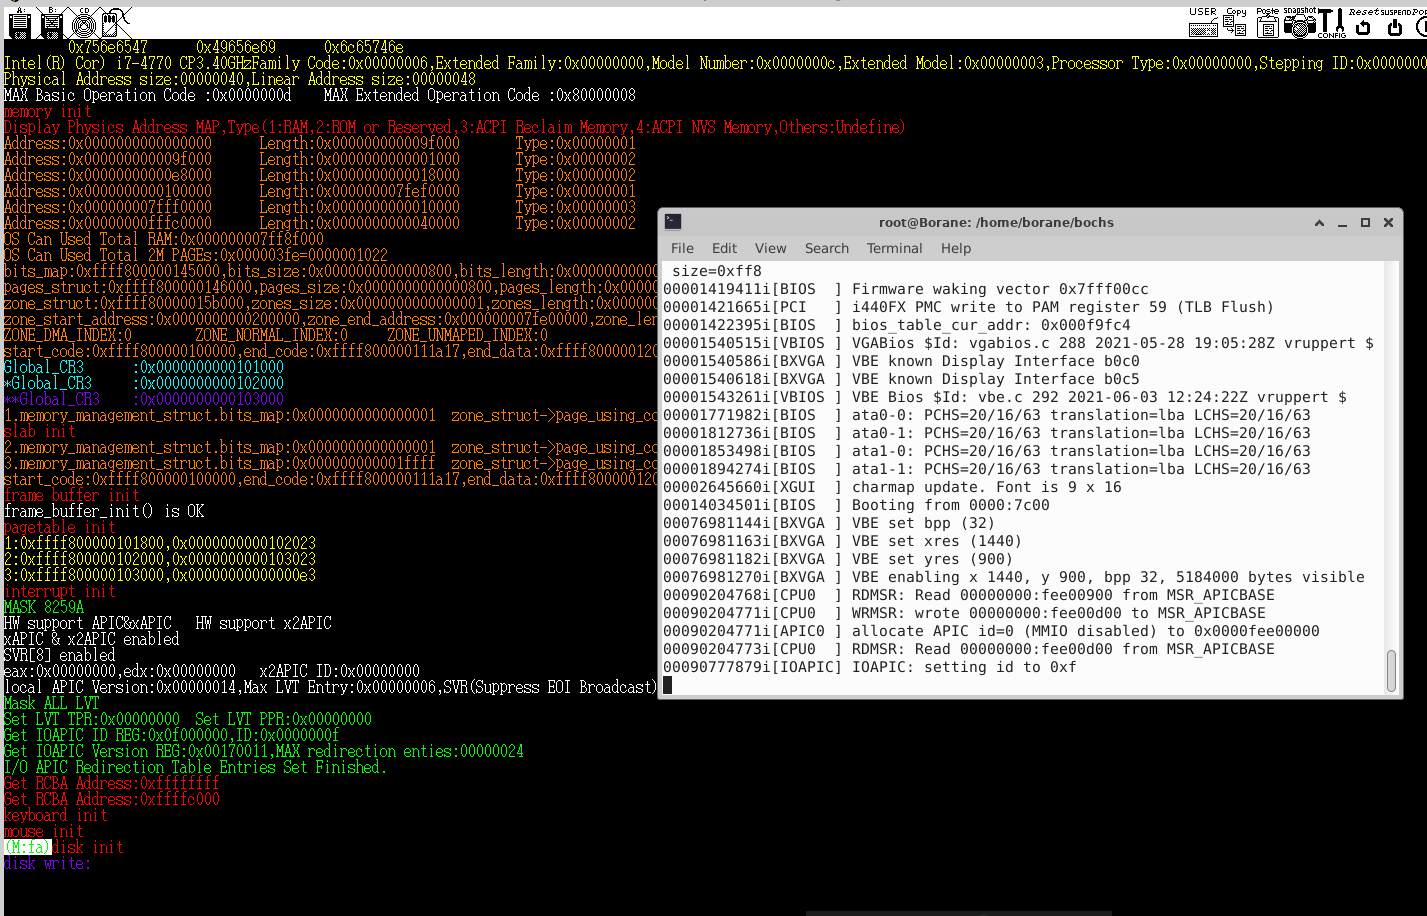 A:
B:
CD
USER
Copy
Paste
snapshot
CONFIG
Reset
SUSPEND
0x756e6547 0x49656e69 0x6c65746e
Intel(R) Cor) i7-4770 CP3.40GHzFamily Code:0x00000006,Extended Family:0x00000000,Model Number:0x0000000c,Extended Model:0x00000003,Processor Type:0x00000000,Stepping ID:0x0000000
Physical Address size:00000040,Linear Address size:00000048
MAX Basic Operation Code :0x0000000d MAX Extended Operation Code :0x80000008
memory init
Display Physics Address MAP,Type(1:RAM,2:ROM or Reserved,3:ACPI Reclaim Memory,4:ACPI NVS Memory,Others:Undefine)
Address:0x0000000000000000 Length:0x000000000009f000 Type:0x00000001
Address:0x000000000009f000 Length:0x0000000000001000 Type:0x00000002
Address:0x00000000000e8000 Length:0x0000000000018000 Type:0x00000002
Address:0x0000000000100000 Length:0x000000007fef0000 Type:0x00000001
Address:0x000000007fff0000 Length:0x0000000000010000 Type:0x00000003
Address:0x00000000fffc0000 Length:0x0000000000040000 Type:0x00000002
OS Can Used Total RAM:0x000000007ff8f000
OS Can Used Total 2M PAGEs:0x000003fe=0000001022
bits_map:0xffff800000145000,bits_size:0x0000000000000800,bits_length:0x00000000000
pages_struct:0xffff800000146000,pages_size:0x0000000000000800,pages_length:0x00000
zone_struct:0xffff80000015b000,zones_size:0x0000000000000001,zones_length:0x000000
zone_start_address:0x0000000000200000,zone_end_address:0x000000007fe00000,zone_len
ZONE_DMA_INDEX:0 ZONE_NORMAL_INDEX:0 ZONE_UNMAPED_INDEX:0
start_code:0xffff800000100000,end_code:0xffff800000111a17,end_data:0xffff800000120
Global_CR3 :0x0000000000101000
*Global_CR3 :0x0000000000102000
**Global_CR3 :0x0000000000103000
1.memory_management_struct.bits_map:0x0000000000000001 zone_struct->page_using_co
slab init
2.memory_management_struct.bits_map:0x0000000000000001 zone_struct->page_using_co
3.memory_management_struct.bits_map:0x000000000001ffff zone_struct->page_using_co
start_code:0xffff800000100000,end_code:0xffff800000111a17,end_data:0xffff800000120
frame buffer init
frame_buffer_init() is OK
pagetable init
1:0xffff800000101800,0x0000000000102023
2:0xffff800000102000,0x0000000000103023
3:0xffff800000103000,0x00000000000000e3
interrupt init
MASK 8259A
HW support APIC&xAPIC HW support x2APIC
xAPIC & x2APIC enabled
SVR[8] enabled
eax:0x00000000,edx:0x00000000 x2APIC ID:0x00000000
local APIC Version:0x00000014,Max LVT Entry:0x00000006,SVR(Suppress EOI Broadcast)
Mask ALL LVT
Set LVT TPR:0x00000000 Set LVT PPR:0x00000000
Get IOAPIC ID REG:0x0f000000,ID:0x0000000f
Get IOAPIC Version REG:0x00170011,MAX redirection enties:00000024
I/O APIC Redirection Table Entries Set Finished.
Get RCBA Address:0xffffffff
Get RCBA Address:0xffffc000
keyboard init
mouse init
(M:fa)disk init
disk write:
root@Borane: /home/borane/bochs
File Edit View Search Terminal Help
size=0xff8
00001419411i[BIOS ] Firmware waking vector 0x7fff00cc
00001421665i[PCI ] i440FX PMC write to PAM register 59 (TLB Flush)
00001422395i[BIOS ] bios_table_cur_addr: 0x000f9fc4
00001540515i[VBIOS ] VGABios $Id: vgabios.c 288 2021-05-28 19:05:28Z vruppert $
00001540586i[BXVGA ] VBE known Display Interface b0c0
00001540618i[BXVGA ] VBE known Display Interface b0c5
00001543261i[VBIOS ] VBE Bios $Id: vbe.c 292 2021-06-03 12:24:22Z vruppert $
00001771982i[BIOS ] ata0-0: PCHS=20/16/63 translation=lba LCHS=20/16/63
00001812736i[BIOS ] ata0-1: PCHS=20/16/63 translation=lba LCHS=20/16/63
00001853498i[BIOS ] ata1-0: PCHS=20/16/63 translation=lba LCHS=20/16/63
00001894274i[BIOS ] ata1-1: PCHS=20/16/63 translation=lba LCHS=20/16/63
00002645660i[XGUI ] charmap update. Font is 9 x 16
00014034501i[BIOS ] Booting from 0000:7c00
00076981144i[BXVGA ] VBE set bpp (32)
00076981163i[BXVGA ] VBE set xres (1440)
00076981182i[BXVGA ] VBE set yres (900)
00076981270i[BXVGA ] VBE enabling x 1440, y 900, bpp 32, 5184000 bytes visible
00090204768i[CPU0 ] RDMSR: Read 00000000:fee00900 from MSR_APICBASE
00090204771i[CPU0 ] WRMSR: wrote 00000000:fee00d00 to MSR_APICBASE
00090204771i[APIC0 ] allocate APIC id=0 (MMIO disabled) to 0x0000fee00000
00090204773i[CPU0 ] RDMSR: Read 00000000:fee00d00 from MSR_APICBASE
00090777879i[IOAPIC] IOAPIC: setting id to 0xf